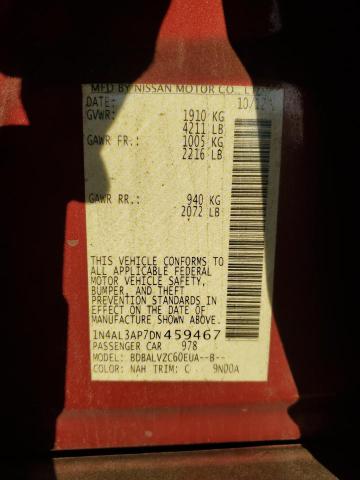 MFD BY NISSAN MOTOR CO., LTD.
DATE: 10/12
GVWR: 1910 KG
4211 LB
GAWR FR: 1005 KG
2216 LB
GAWR RR.: 940 KG
2072 LB
THIS VEHICLE CONFORMS TO
ALL APPLICABLE FEDERAL
MOTOR VEHICLE SAFETY,
BUMPER, AND THEFT
PREVENTION STANDARDS IN
EFFECT ON THE DATE OF
MANUFACTURE SHOWN ABOVE.
1N4AL3AP7DN459467
PASSENGER CAR 978
MODEL: BDBALVZC60EUA--B--
COLOR: NAH TRIM: C 9N00A